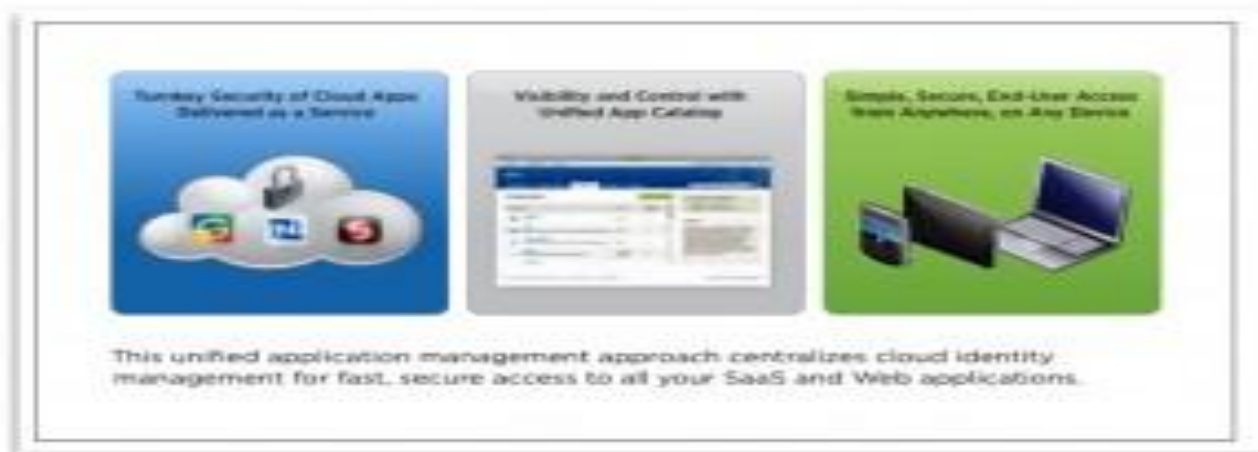 Turnkey Security of Cloud Apps
Delivered as a Service
Visibility and Control with
Unified App Catalog
Simple, Secure, End-User Access
from Anywhere, on Any Device
This unified application management approach centralizes cloud identity
management for fast, secure access to all your SaaS and Web applications.